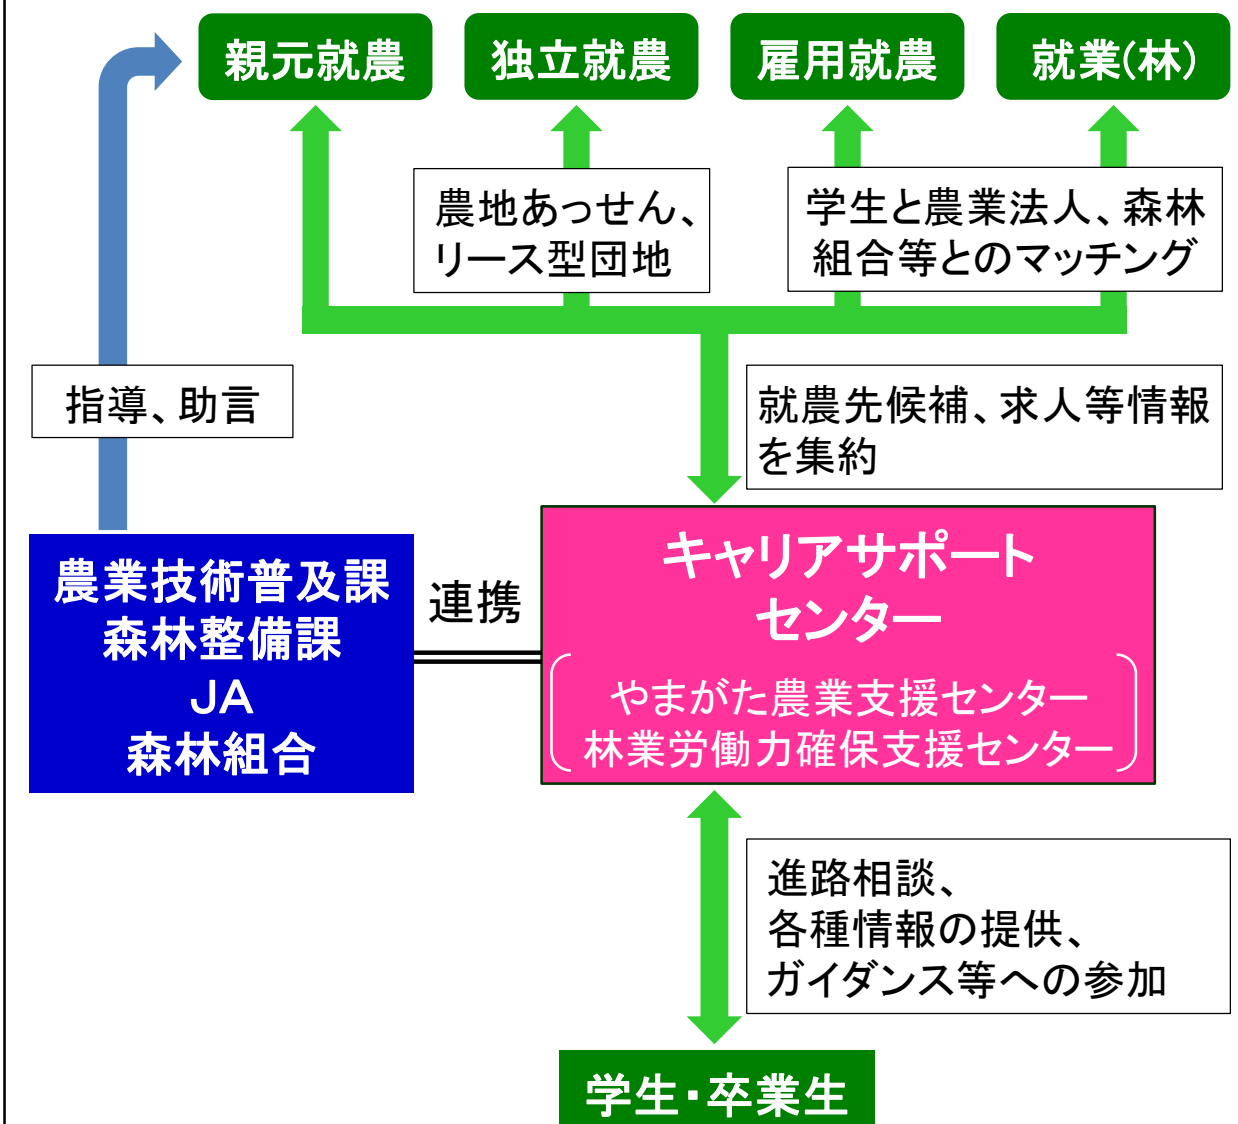 親元就農
独立就農
雇用就農
就業(林)
農地あっせん、
リース型団地
学生と農業法人、森林
組合等とのマッチング
指導、助言
就農先候補、求人等情報
を集約
農業技術普及課
森林整備課
JA
森林組合
連携
キャリアサポート
センター
やまがた農業支援センター
林業労働力確保支援センター
進路相談、
各種情報の提供、
ガイダンス等への参加
学生・卒業生